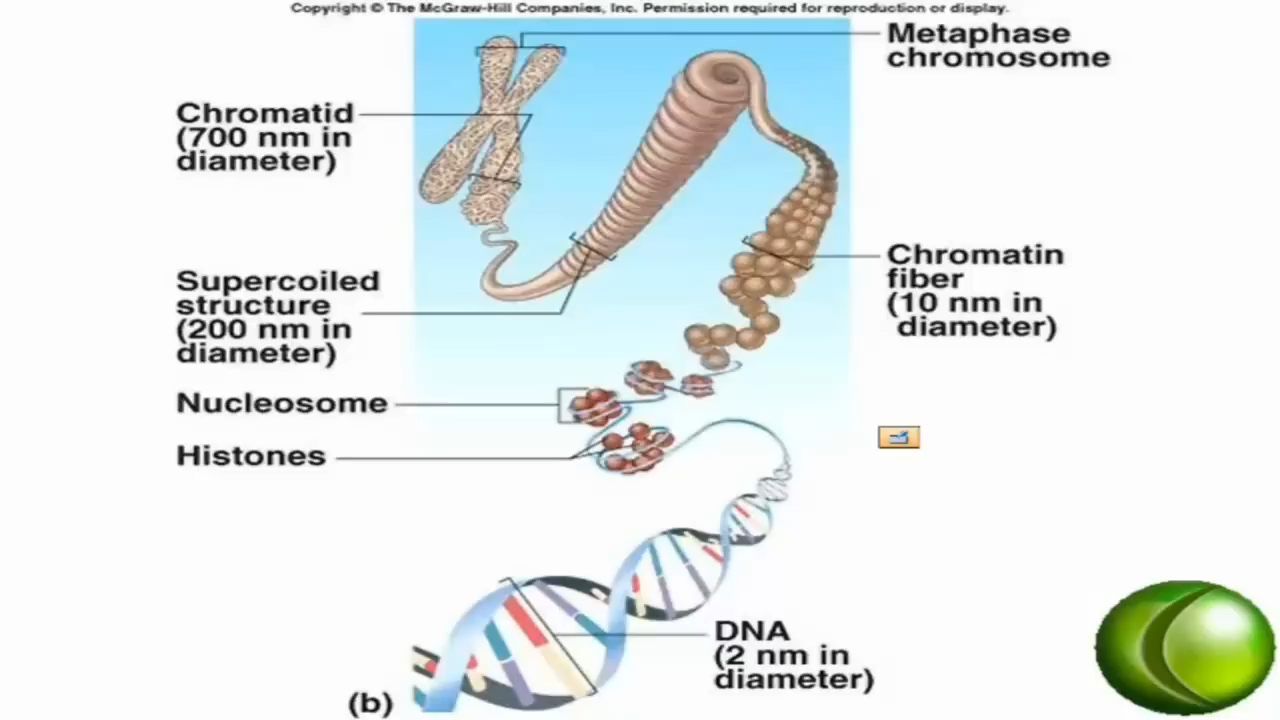 Copyright © The McGraw-Hill Companies, Inc. Permission required for reproduction or display.
Metaphase
chromosome
Chromatid
(700 nm in
diameter)
Supercoiled
structure
(200 nm in
diameter)
Chromatin
fiber
(10 nm in
diameter)
Nucleosome
Histones
DNA
(2 nm in
diameter)
(b)